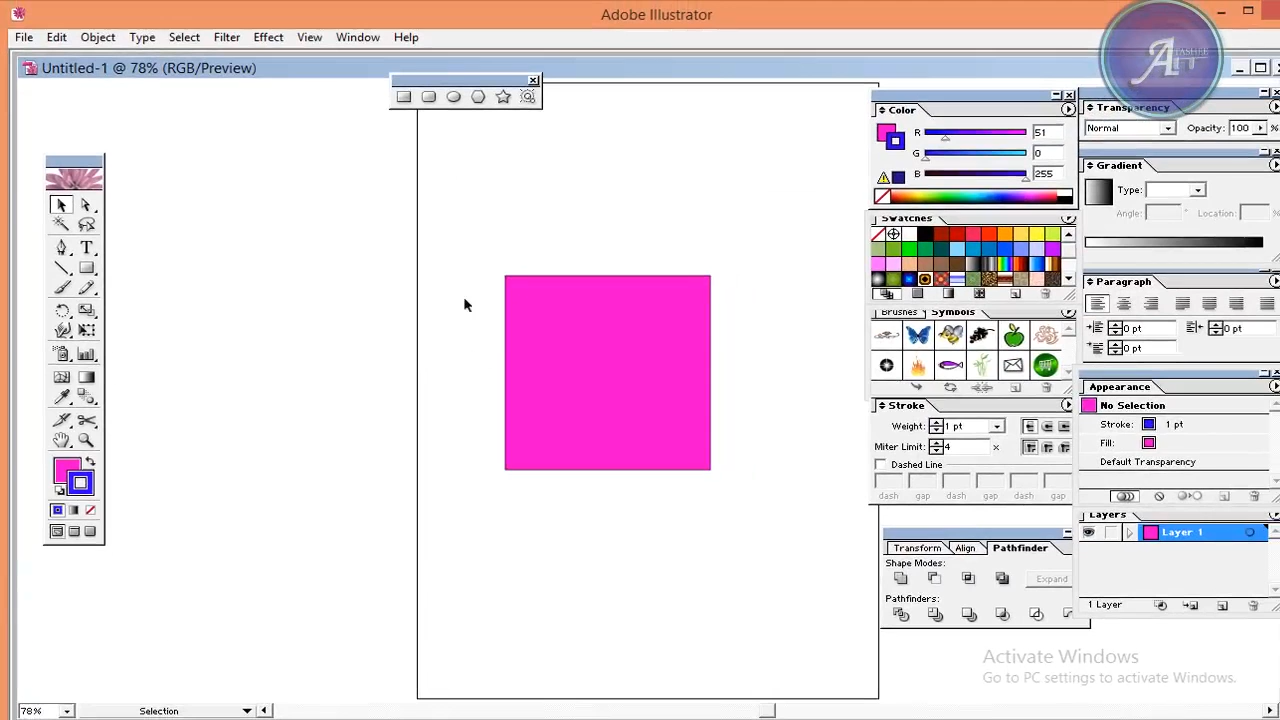 Adobe Illustrator
File Edit Object Type Select Filter Effect View Window Help
Untitled-1 @ 78% (RGB/Preview)
Color
R 51
G 0
B 255
Swatches
Brushes Symbols
Stroke
Weight: 1 pt
Miter Limit: 4 x
Dashed Line
dash gap dash gap dash gap
Transform Align Pathfinder
Shape Modes:
Expand
Pathfinders:
Transparency
Normal Opacity: 100 %
Gradient
Type:
Angle: ° Location: %
Paragraph
0 pt 0 pt
0 pt
Appearance
No Selection
Stroke: 1 pt
Fill:
Default Transparency
Layers
Layer 1
1 Layer
T
Activate Windows
Go to PC settings to activate Windows.
78% Selection